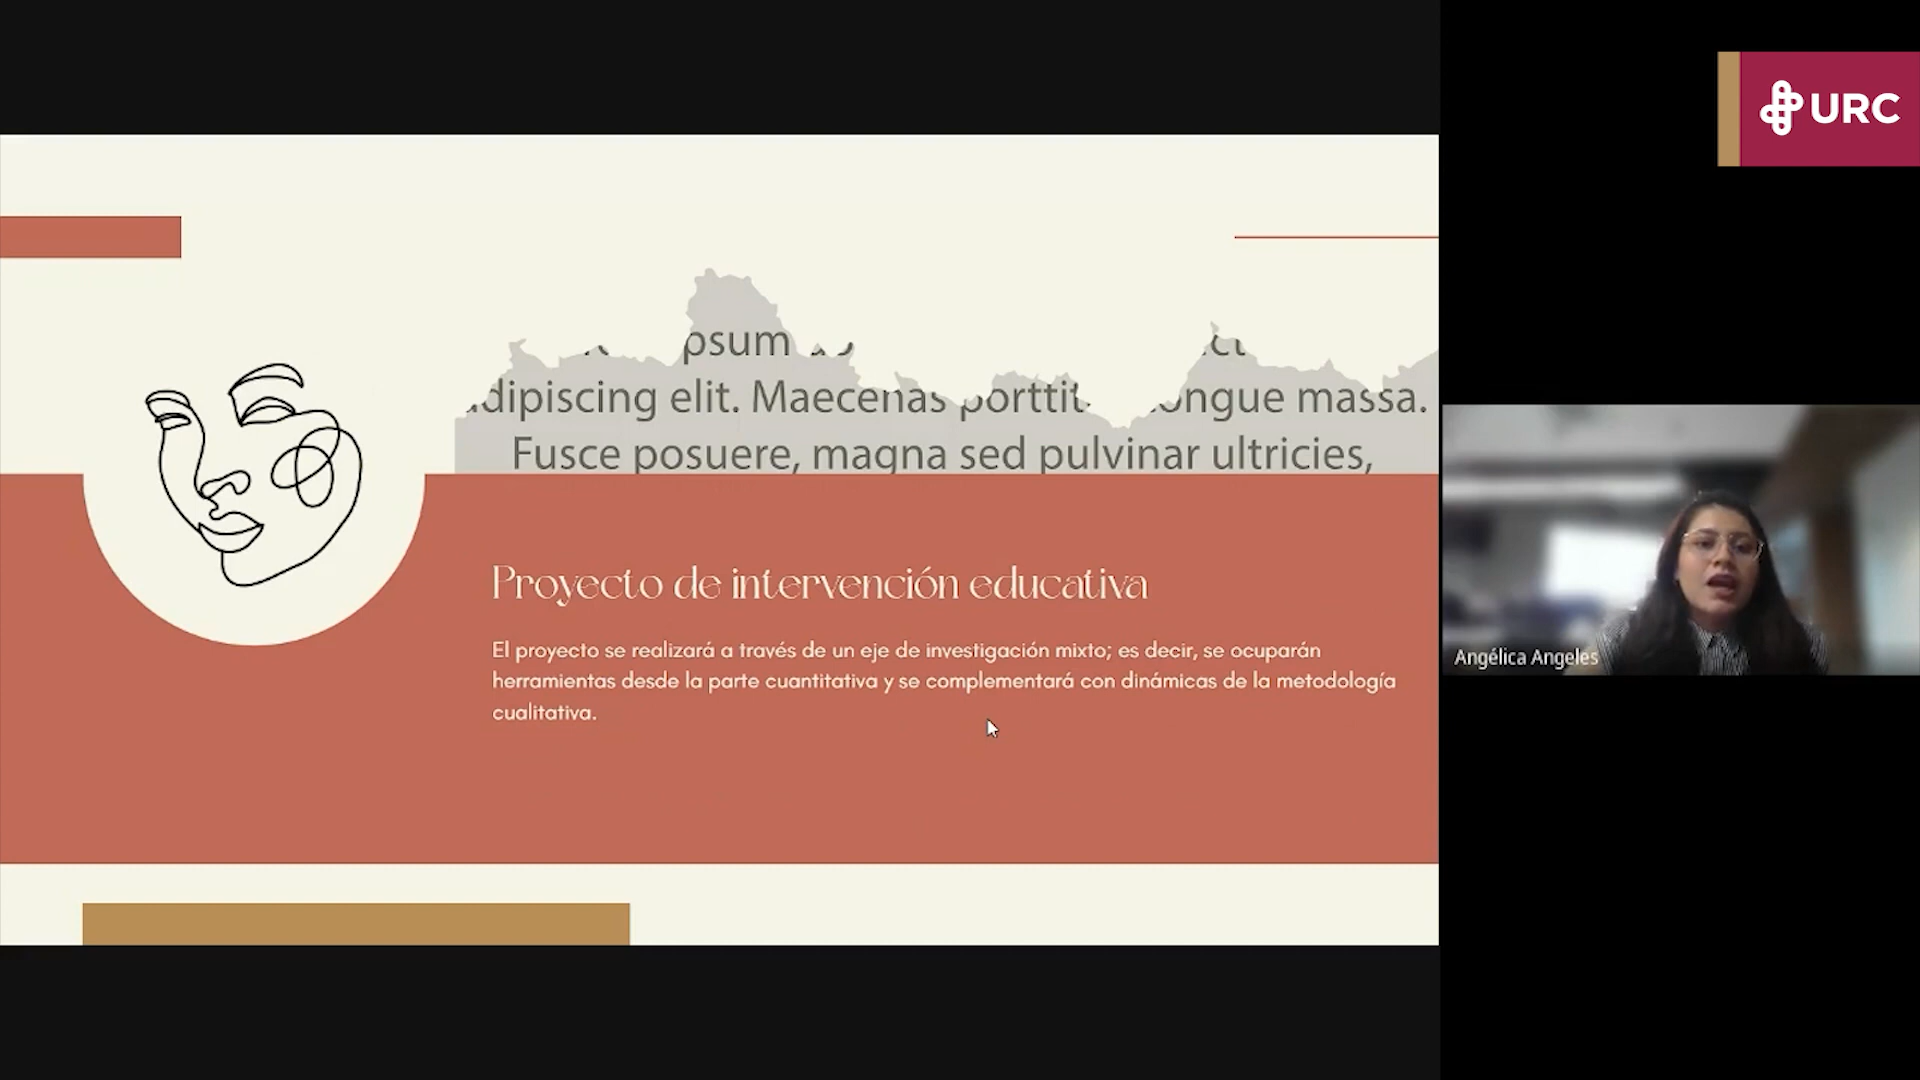 URC
psum
adipiscing elit. Maecenas porttit congue massa.
Fusce posuere, magna sed pulvinar ultricies,
Proyecto de intervención educativa
El proyecto se realizará a través de un eje de investigación mixto; es decir, se ocuparán
herramientas desde la parte cuantitativa y se complementará con dinámicas de la metodología
cualitativa.
Angélica Angeles